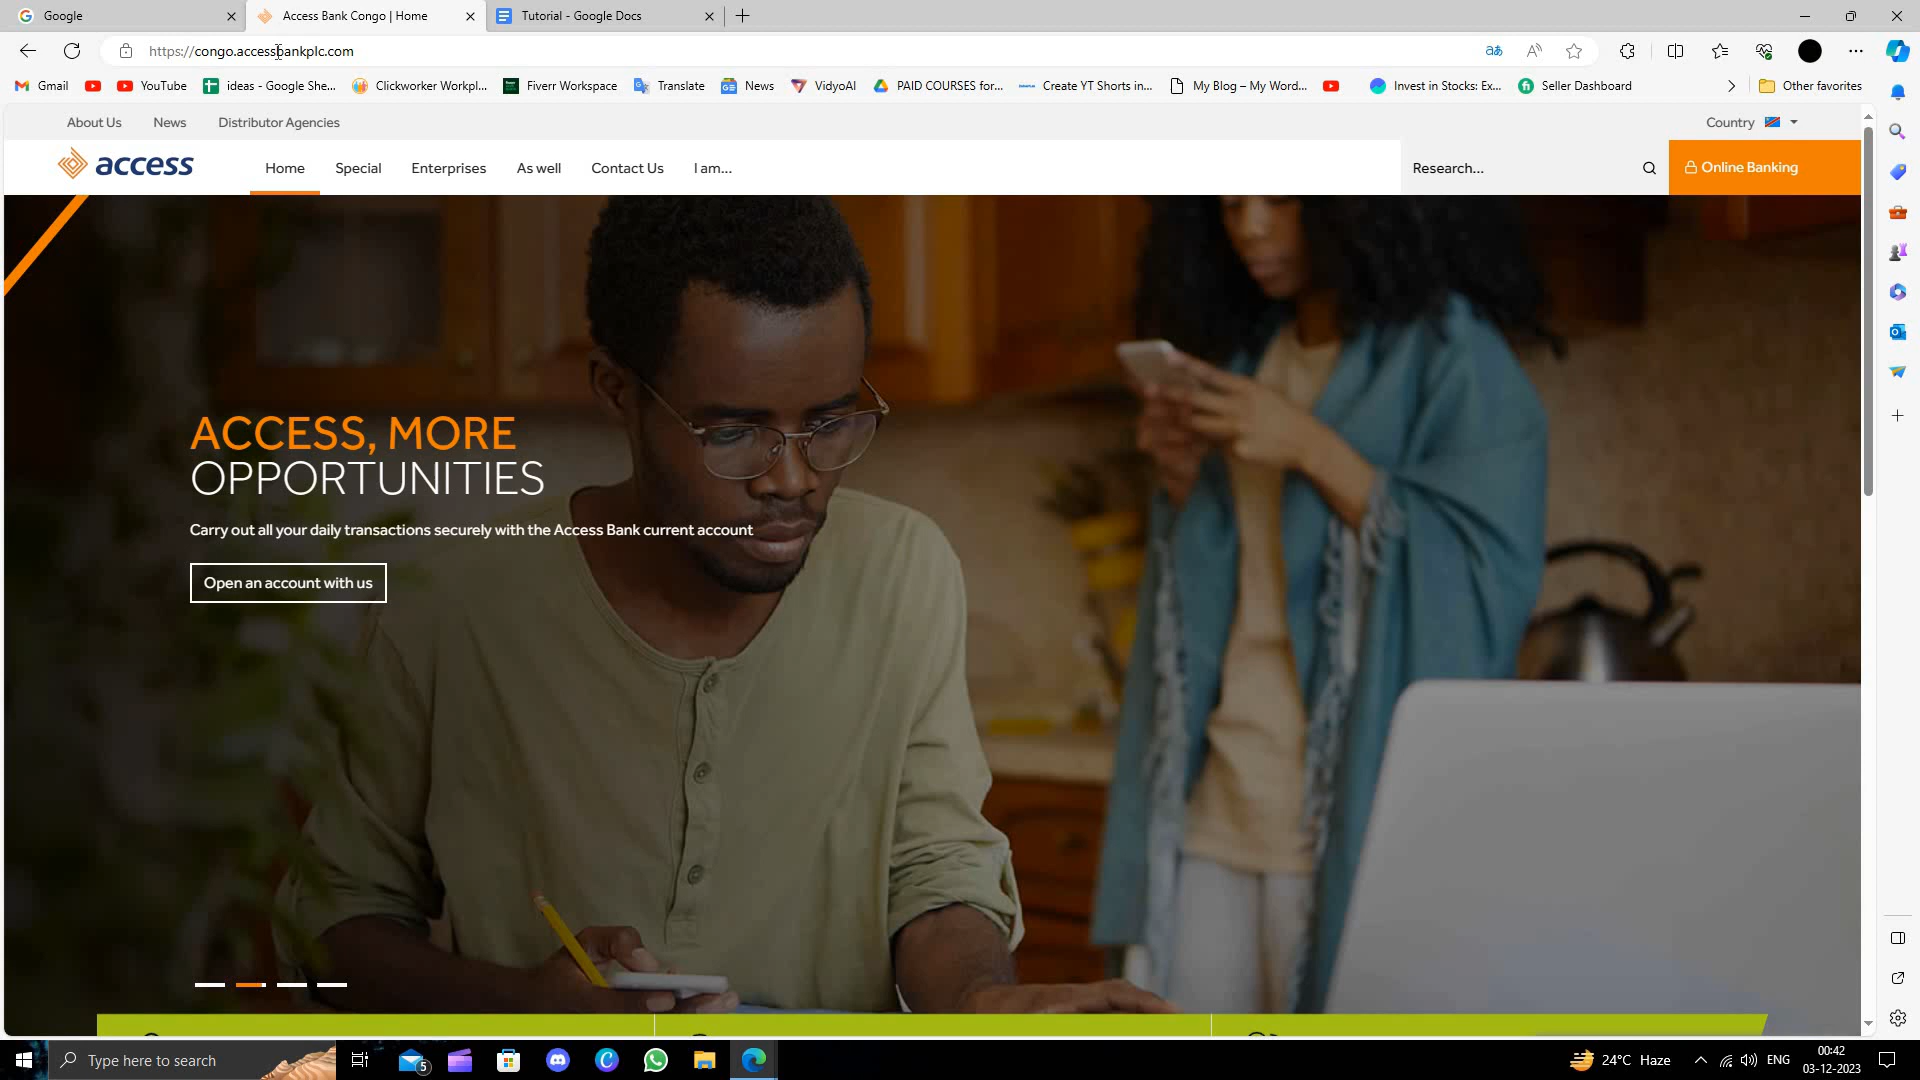 Google
Access Bank Congo | Home
Tutorial - Google Docs
https://congo.accessbankplc.com
Gmail
YouTube
ideas - Google She...
Clickworker Workpl...
Fiverr Workspace
Translate
News
VidyoAI
PAID COURSES for...
Create YT Shorts in...
My Blog – My Word...
Invest in Stocks: Ex...
Seller Dashboard
Other favorites
About Us
News
Distributor Agencies
Country
access
Home
Special
Enterprises
As well
Contact Us
I am...
Research...
Online Banking
ACCESS, MORE
OPPORTUNITIES
Carry out all your daily transactions securely with the Access Bank current account
Open an account with us
Type here to search
5
24°C Haze
ENG
00:42
03-12-2023